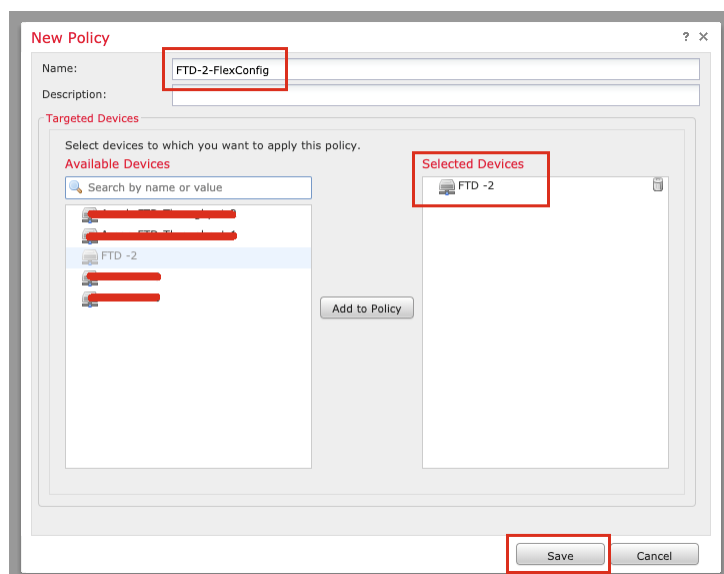 New Policy ? ×
Name: FTD-2-FlexConfig
Description:
Targeted Devices
Select devices to which you want to apply this policy.
Available Devices
Search by name or value
FTD -2
Add to Policy
Selected Devices
FTD -2
Save Cancel